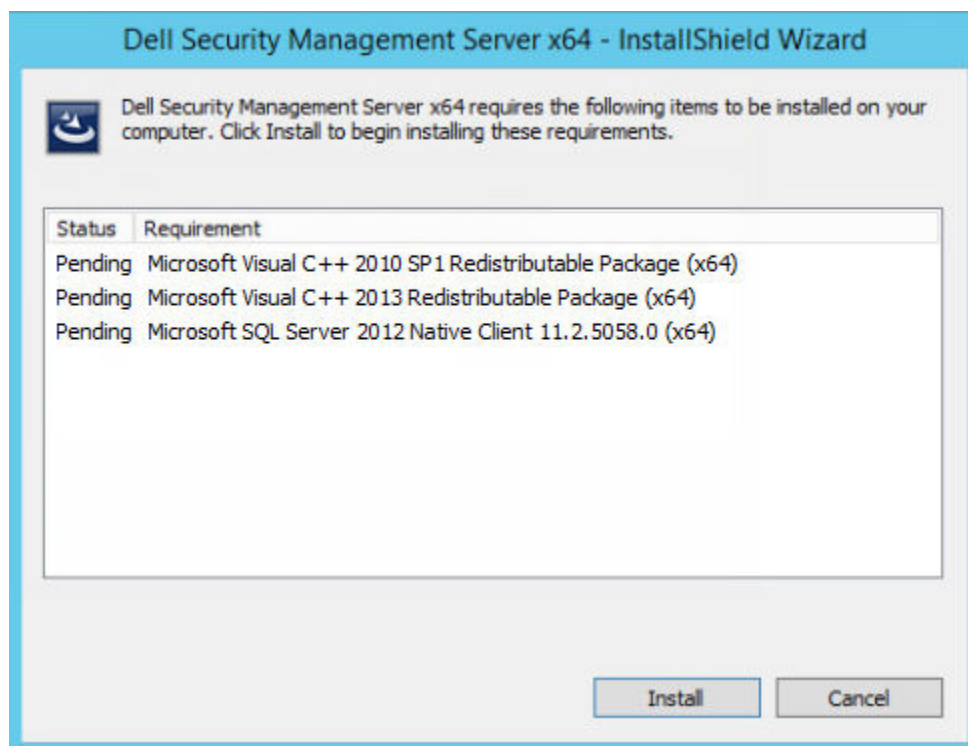 Dell Security Management Server x64 - InstallShield Wizard
Dell Security Management Server x64 requires the following items to be installed on your
computer. Click Install to begin installing these requirements.
Status Requirement
Pending Microsoft Visual C++ 2010 SP1 Redistributable Package (x64)
Pending Microsoft Visual C++ 2013 Redistributable Package (x64)
Pending Microsoft SQL Server 2012 Native Client 11.2.5058.0 (x64)
Install Cancel